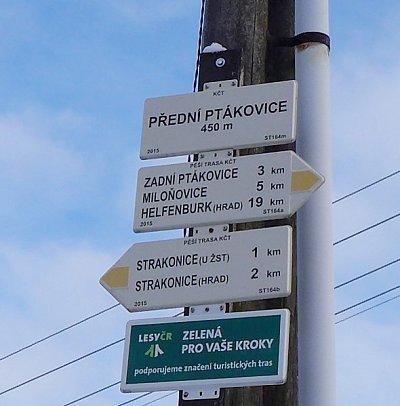 KČT
PŘEDNÍ PTÁKOVICE
450 m
2015 ST164m
PĚŠÍ TRASA KČT
ZADNÍ PTÁKOVICE 3 km
MILOŇOVICE 5 km
HELFENBURK (HRAD) 19 km
2015 ST164a
PĚŠÍ TRASA KČT
STRAKONICE (U ŽST) 1 km
STRAKONICE (HRAD) 2 km
2015 ST164b
LESY ČR ZELENÁ
PRO VAŠE KROKY
podporujeme značení turistických tras